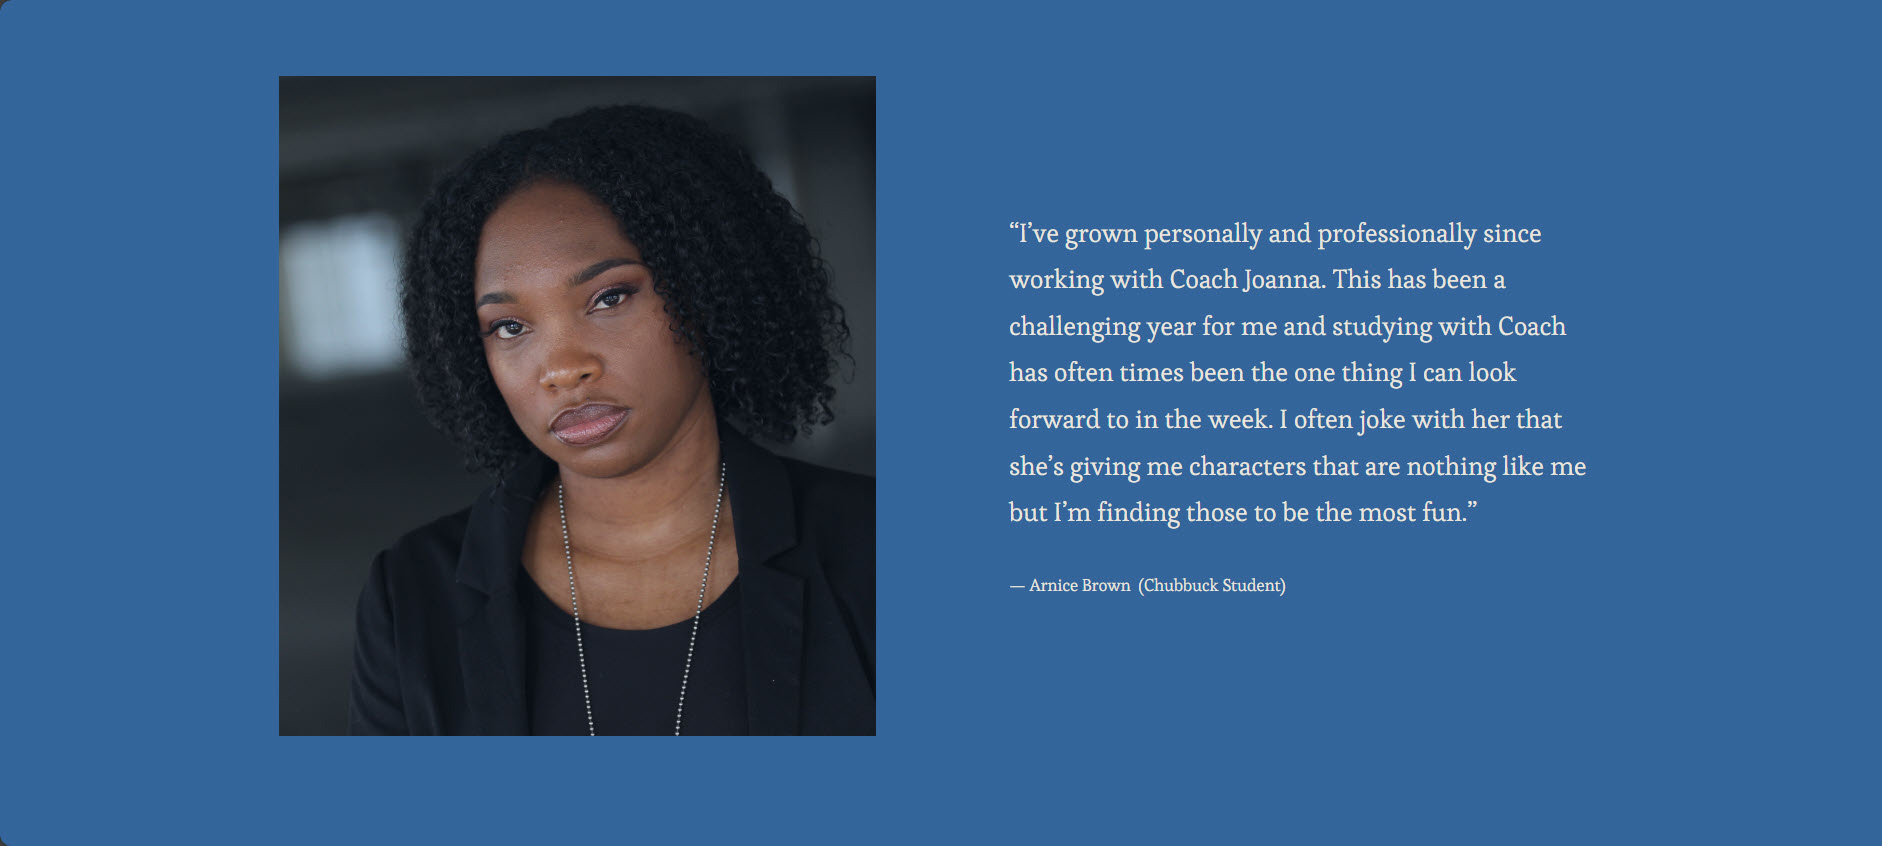 “I’ve grown personally and professionally since
working with Coach Joanna. This has been a
challenging year for me and studying with Coach
has often times been the one thing I can look
forward to in the week. I often joke with her that
she’s giving me characters that are nothing like me
but I’m finding those to be the most fun.”
— Arnice Brown (Chubbuck Student)